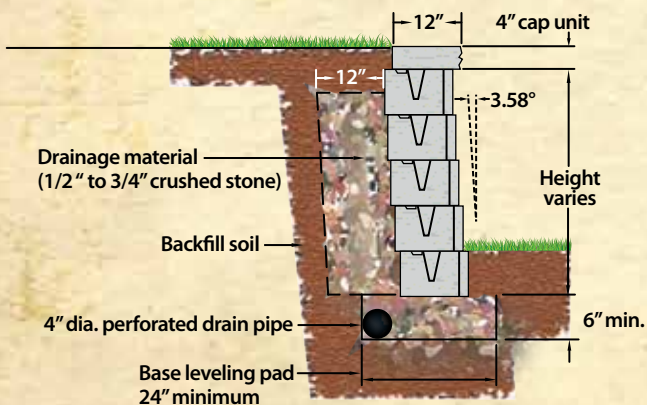 12”
4” cap unit
12”
3.58°
Drainage material
(1/2 “ to 3/4” crushed stone)
Height
varies
Backfill soil
4” dia. perforated drain pipe
6” min.
Base leveling pad
24” minimum